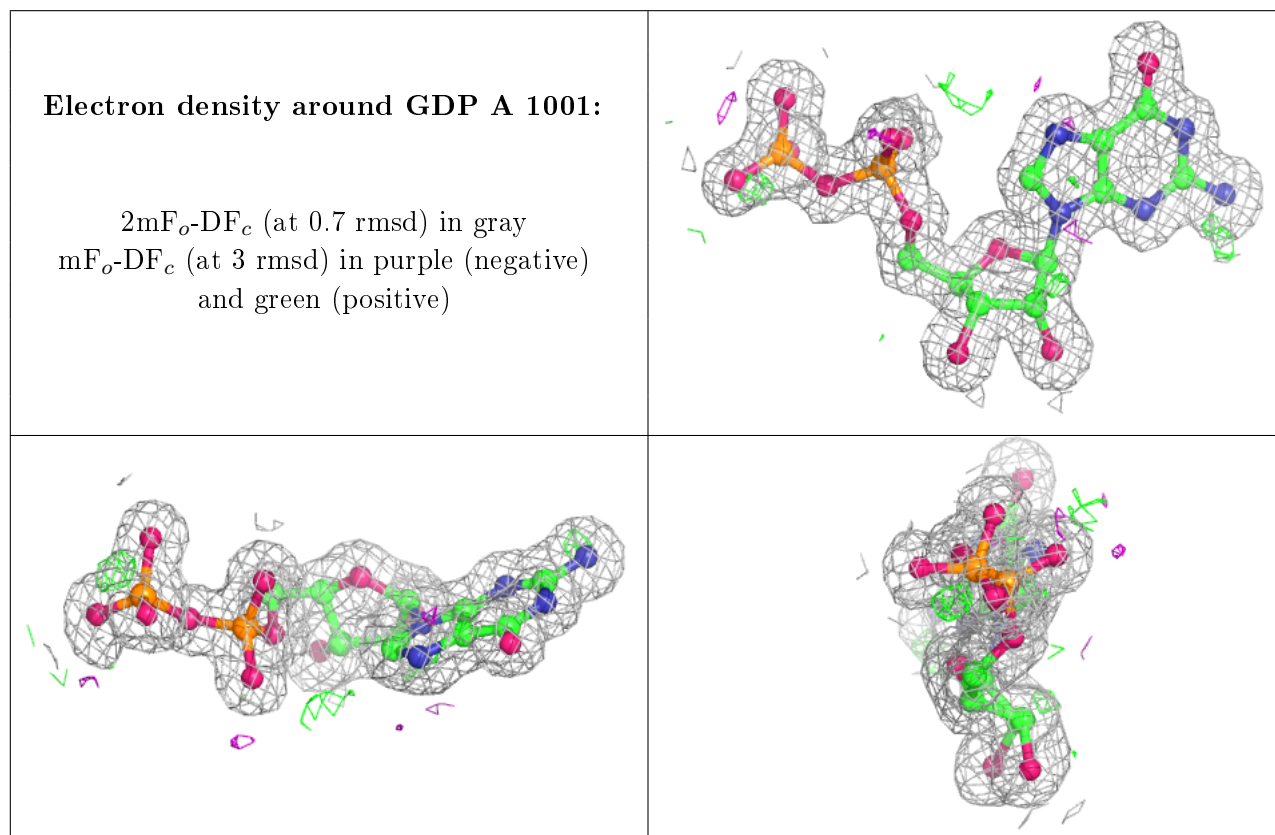 Electron density around GDP A 1001:
2mFo-DFc (at 0.7 rmsd) in gray
mFo-DFc (at 3 rmsd) in purple (negative)
and green (positive)